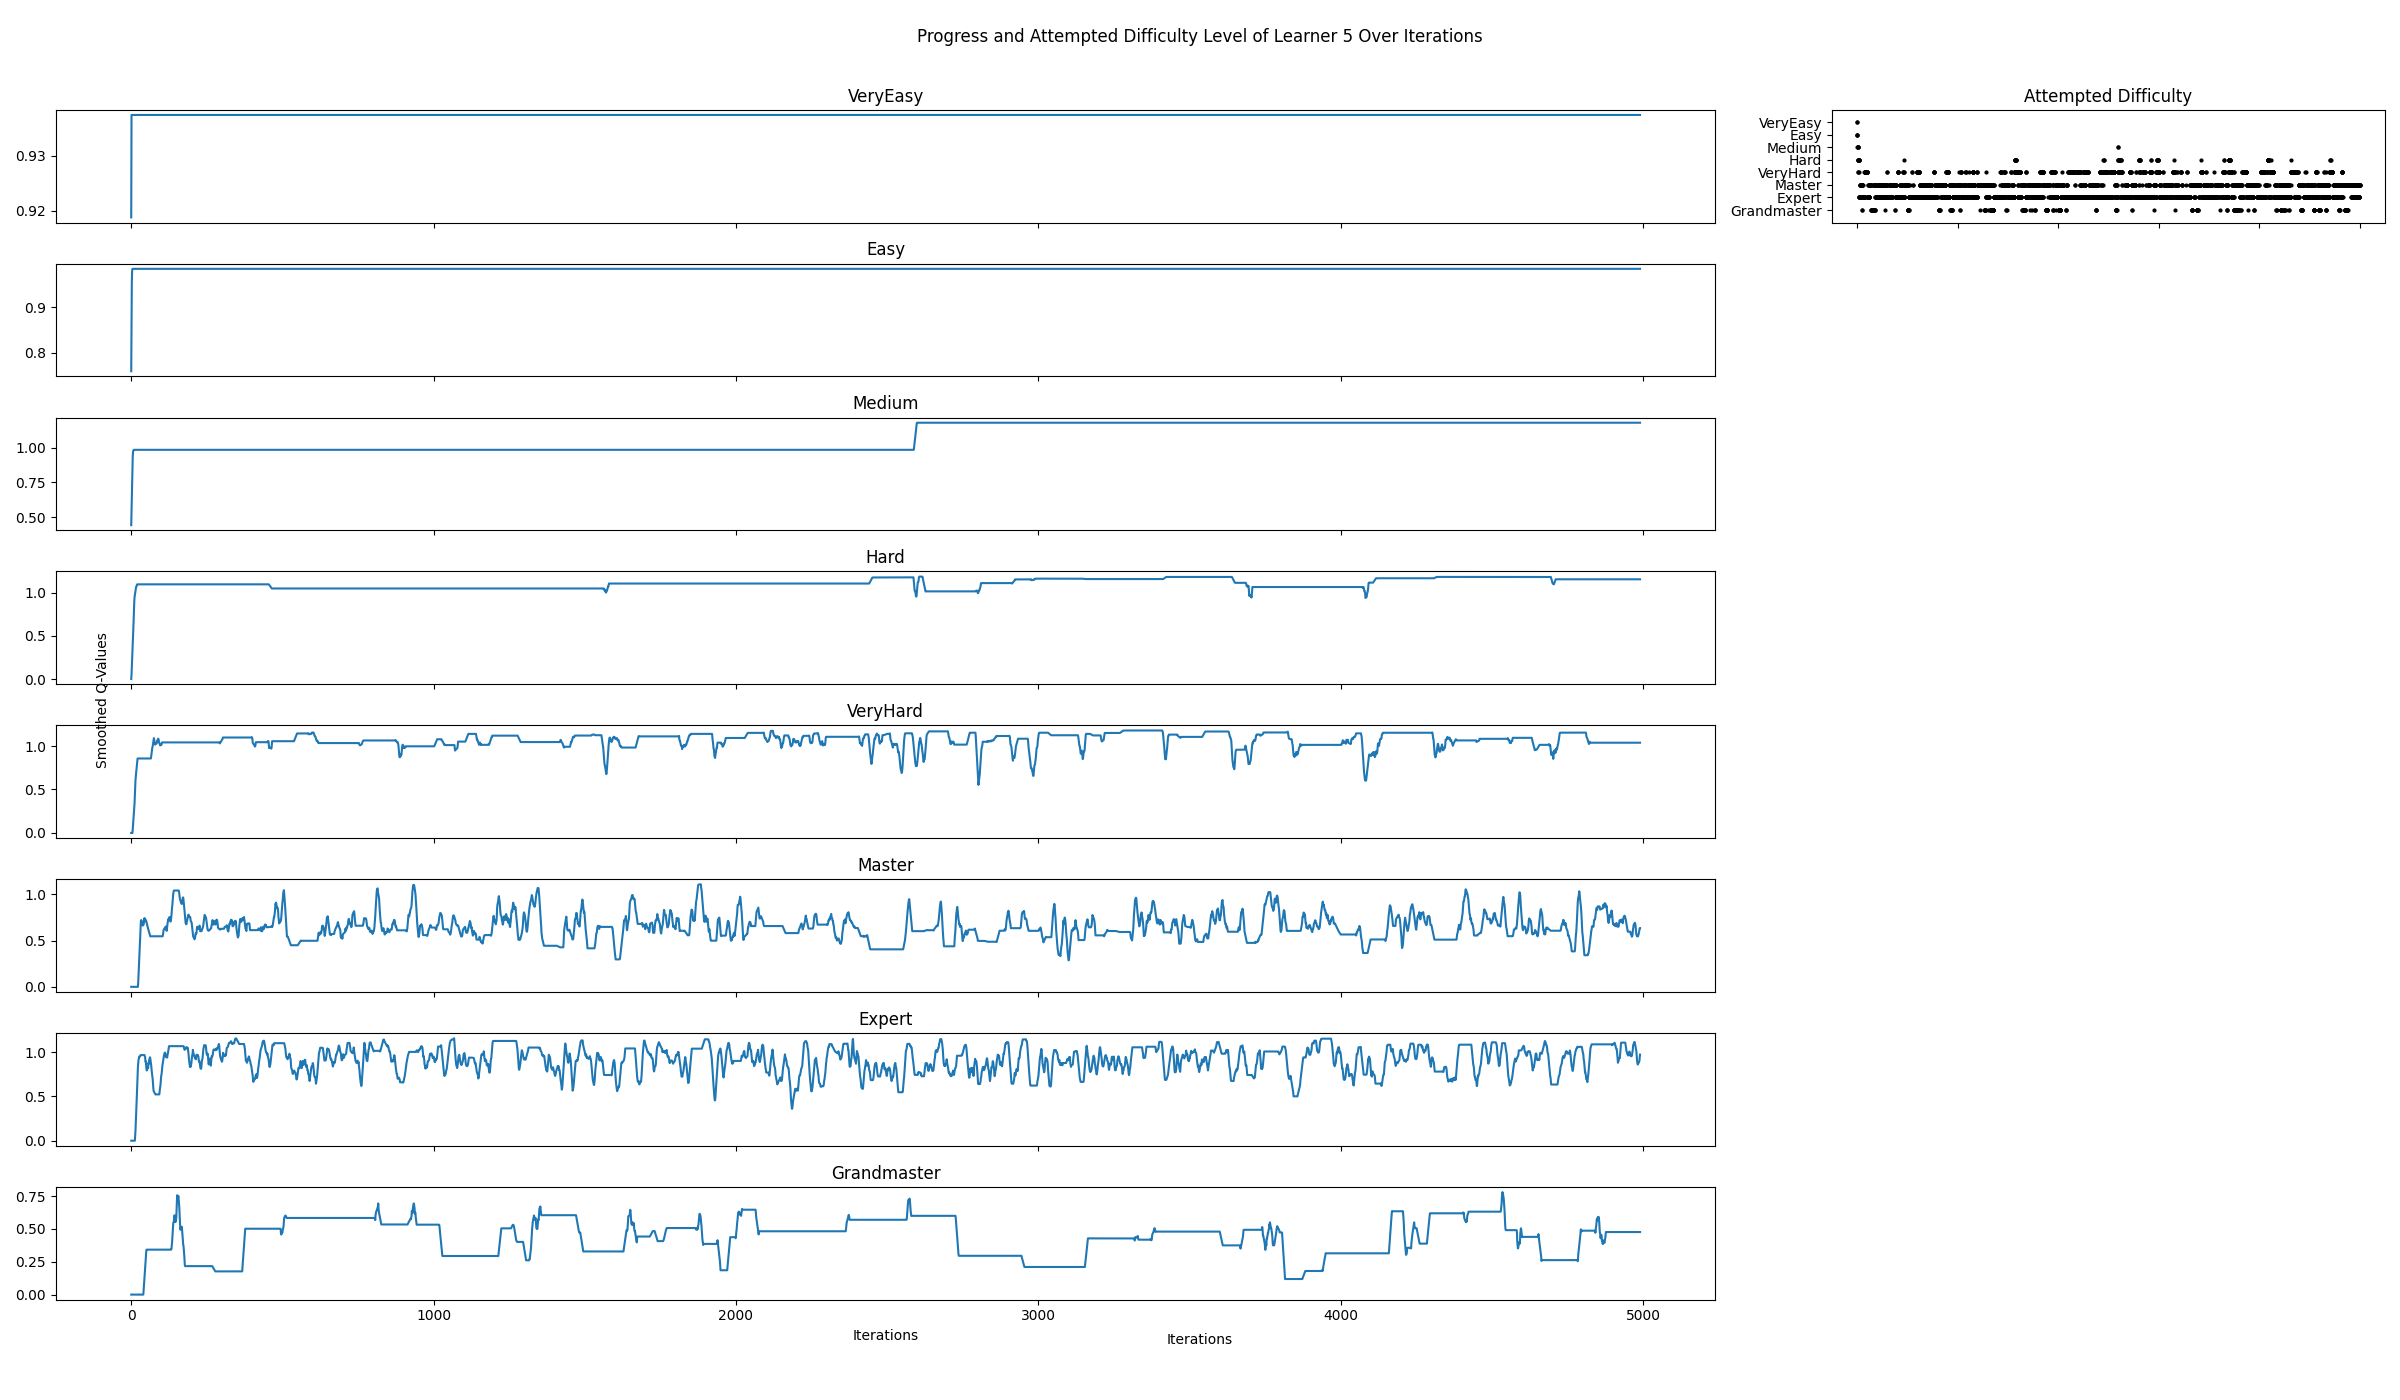 Progress and Attempted Difficulty Level of Learner 5 Over Iterations
VeryEasy
0.93
0.92
Easy
0.9
0.8
Medium
1.00
0.75
0.50
Hard
1.0
0.5
0.0
Smoothed Q-Values
VeryHard
1.0
0.5
0.0
Master
1.0
0.5
0.0
Expert
1.0
0.5
0.0
Grandmaster
0.75
0.50
0.25
0.00
0 1000 2000 3000 4000 5000
Iterations
Iterations
Attempted Difficulty
VeryEasy
Easy
Medium
Hard
VeryHard
Master
Expert
Grandmaster